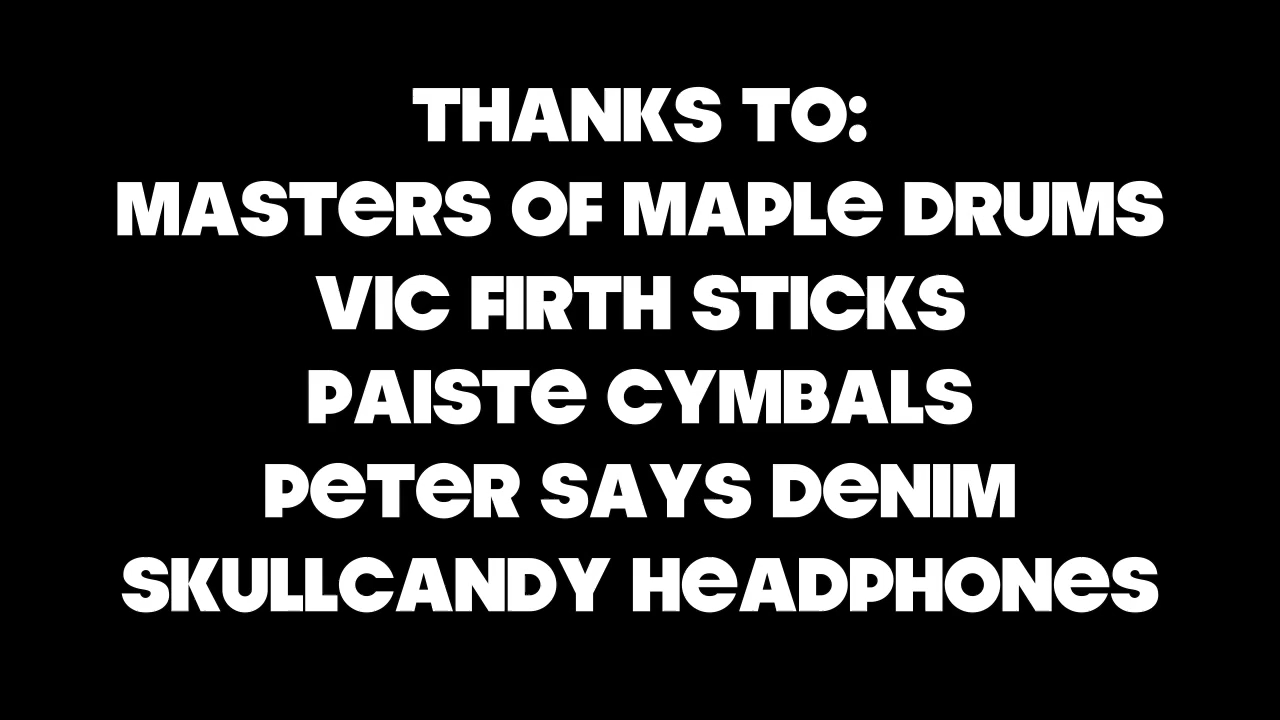 THANKS TO:
MASTeRS OF MAPLe DRUMS
VIC FIRTH STICKS
PAISTe CYMBALS
PeTeR SAYS DeNIM
SKULLCANDY HeADPHONeS